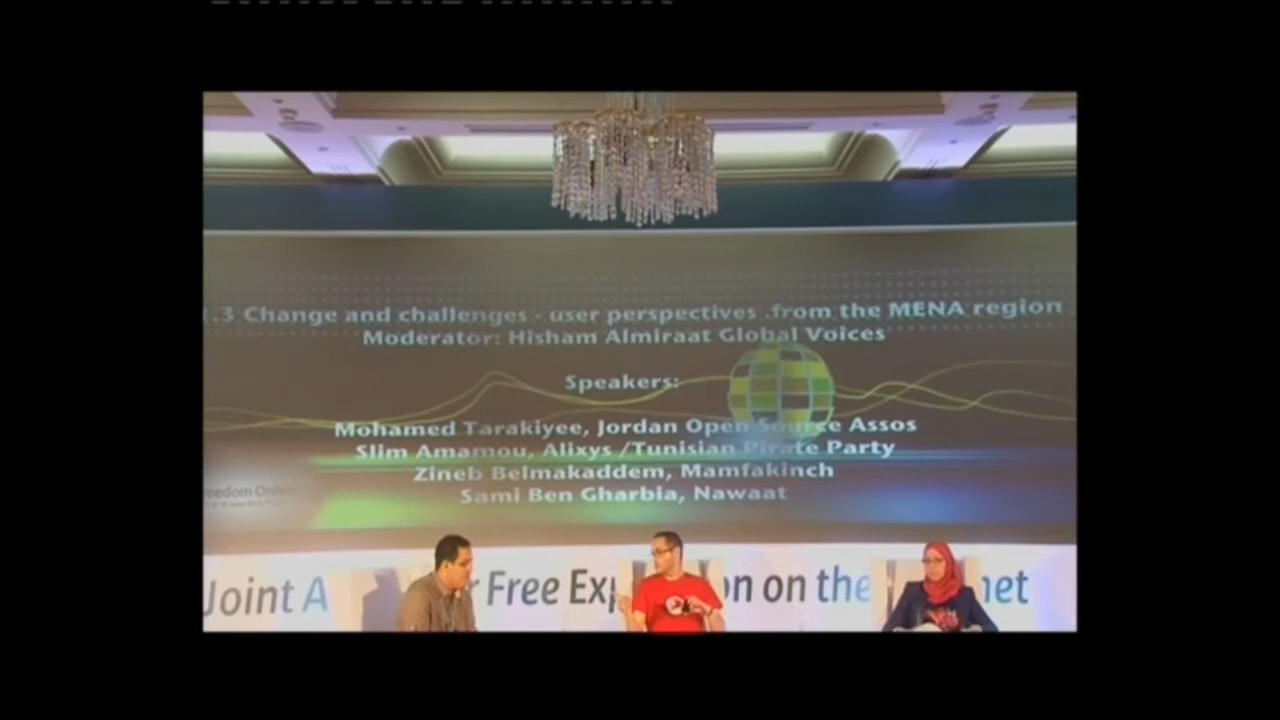 .3 Change and challenges - user perspectives .from the MENA region
Moderator: Hisham Almiraat Global Voices
Speakers:
Mohamed Tarakiyee, Jordan Open Source Assos
Slim Amamou, Alixys /Tunisian Pirate Party
Zineb Belmakaddem, Mamfakinch
Sami Ben Gharbia, Nawaat
eedom Online
Joint A r Free Exp on on the net